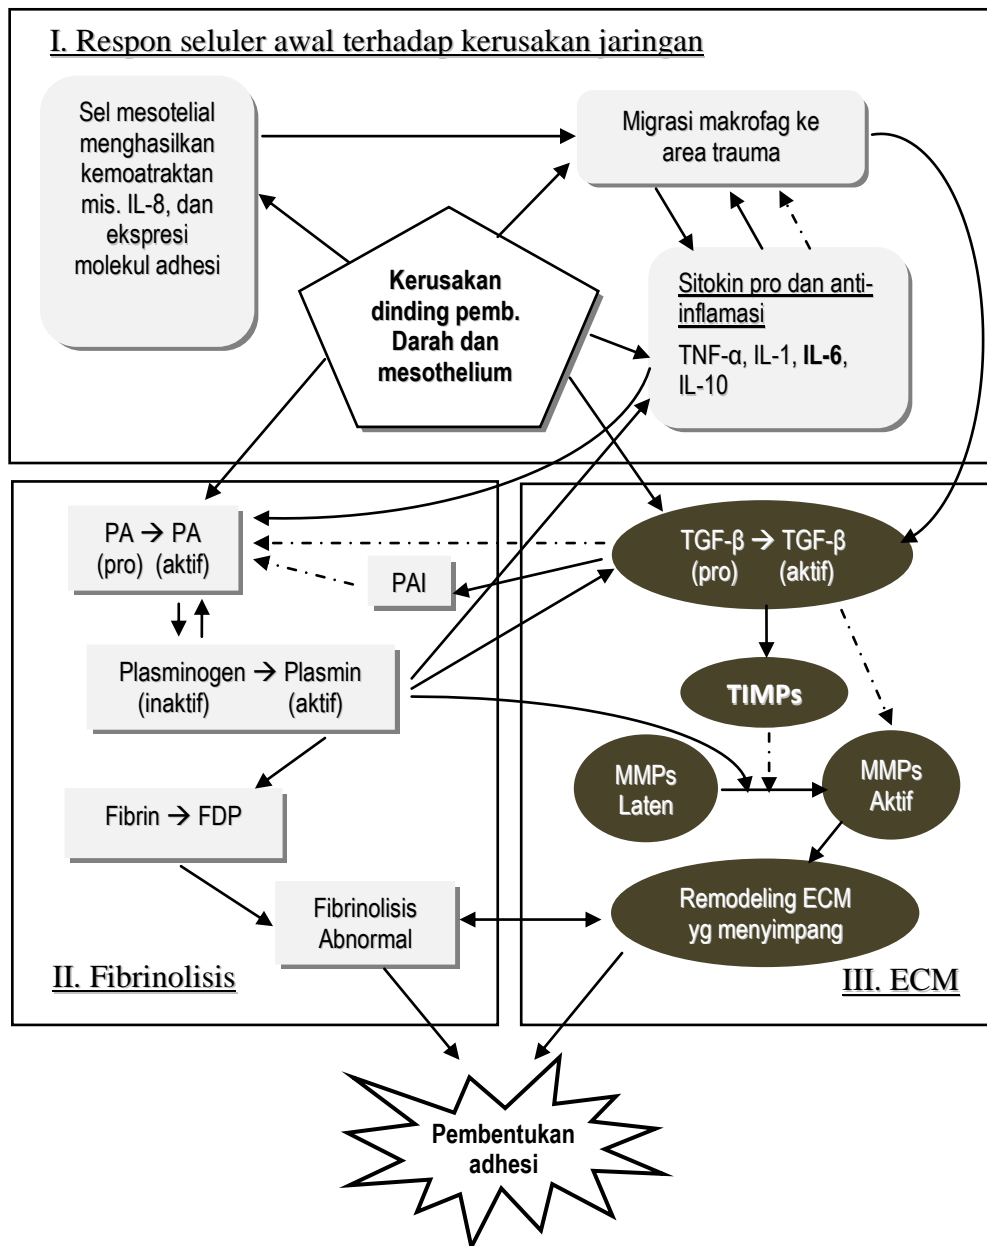 I. Respon seluler awal terhadap kerusakan jaringan
Sel mesotelial
menghasilkan
kemoatraktan
mis. IL-8, dan
ekspresi
molekul adhesi
Migrasi makrofag ke
area trauma
Kerusakan
dinding pemb.
Darah dan
mesothelium
Sitokin pro dan anti-
inflamasi
TNF-α, IL-1, IL-6,
IL-10
PA → PA
(pro) (aktif)
PAI
Plasminogen → Plasmin
(inaktif) (aktif)
Fibrin → FDP
Fibrinolisis
Abnormal
II. Fibrinolisis
TGF-β → TGF-β
(pro) (aktif)
TIMPs
MMPs
Laten
MMPs
Aktif
Remodeling ECM
yg menyimpang
III. ECM
Pembentukan
adhesi